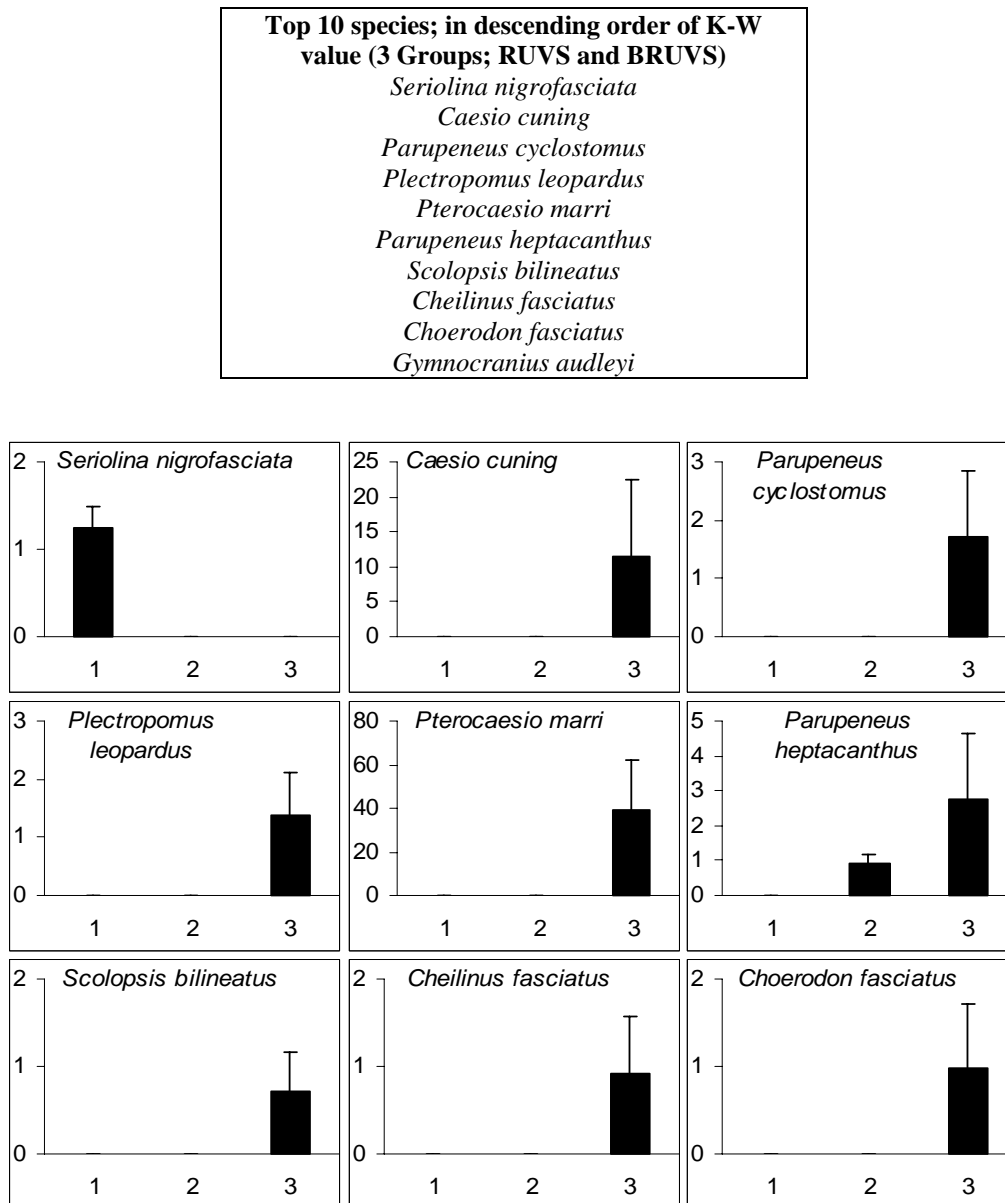 Top 10 species; in descending order of K-W
value (3 Groups; RUVS and BRUVS)
Seriolina nigrofasciata
Caesio cuning
Parupeneus cyclostomus
Plectropomus leopardus
Pterocaesio marri
Parupeneus heptacanthus
Scolopsis bilineatus
Cheilinus fasciatus
Choerodon fasciatus
Gymnocranius audleyi
Seriolina nigrofasciata
2
1
0
1 2 3
Caesio cuning
25
20
15
10
5
0
1 2 3
Parupeneus
cyclostomus
3
2
1
0
1 2 3
Plectropomus
leopardus
3
2
1
0
1 2 3
Pterocaesio marri
80
60
40
20
0
1 2 3
Parupeneus
heptacanthus
5
4
3
2
1
0
1 2 3
Scolopsis bilineatus
2
1
0
1 2 3
Cheilinus fasciatus
2
1
0
1 2 3
Choerodon fasciatus
2
1
0
1 2 3